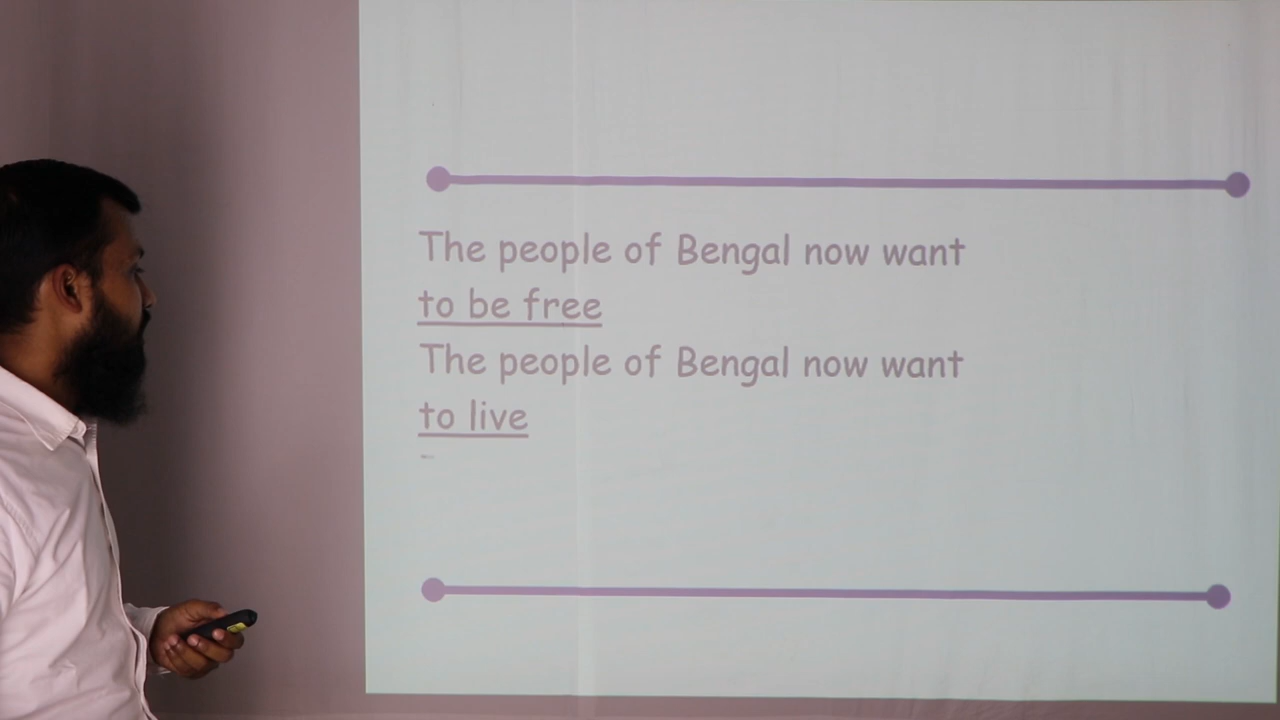 The people of Bengal now want
to be free
The people of Bengal now want
to live